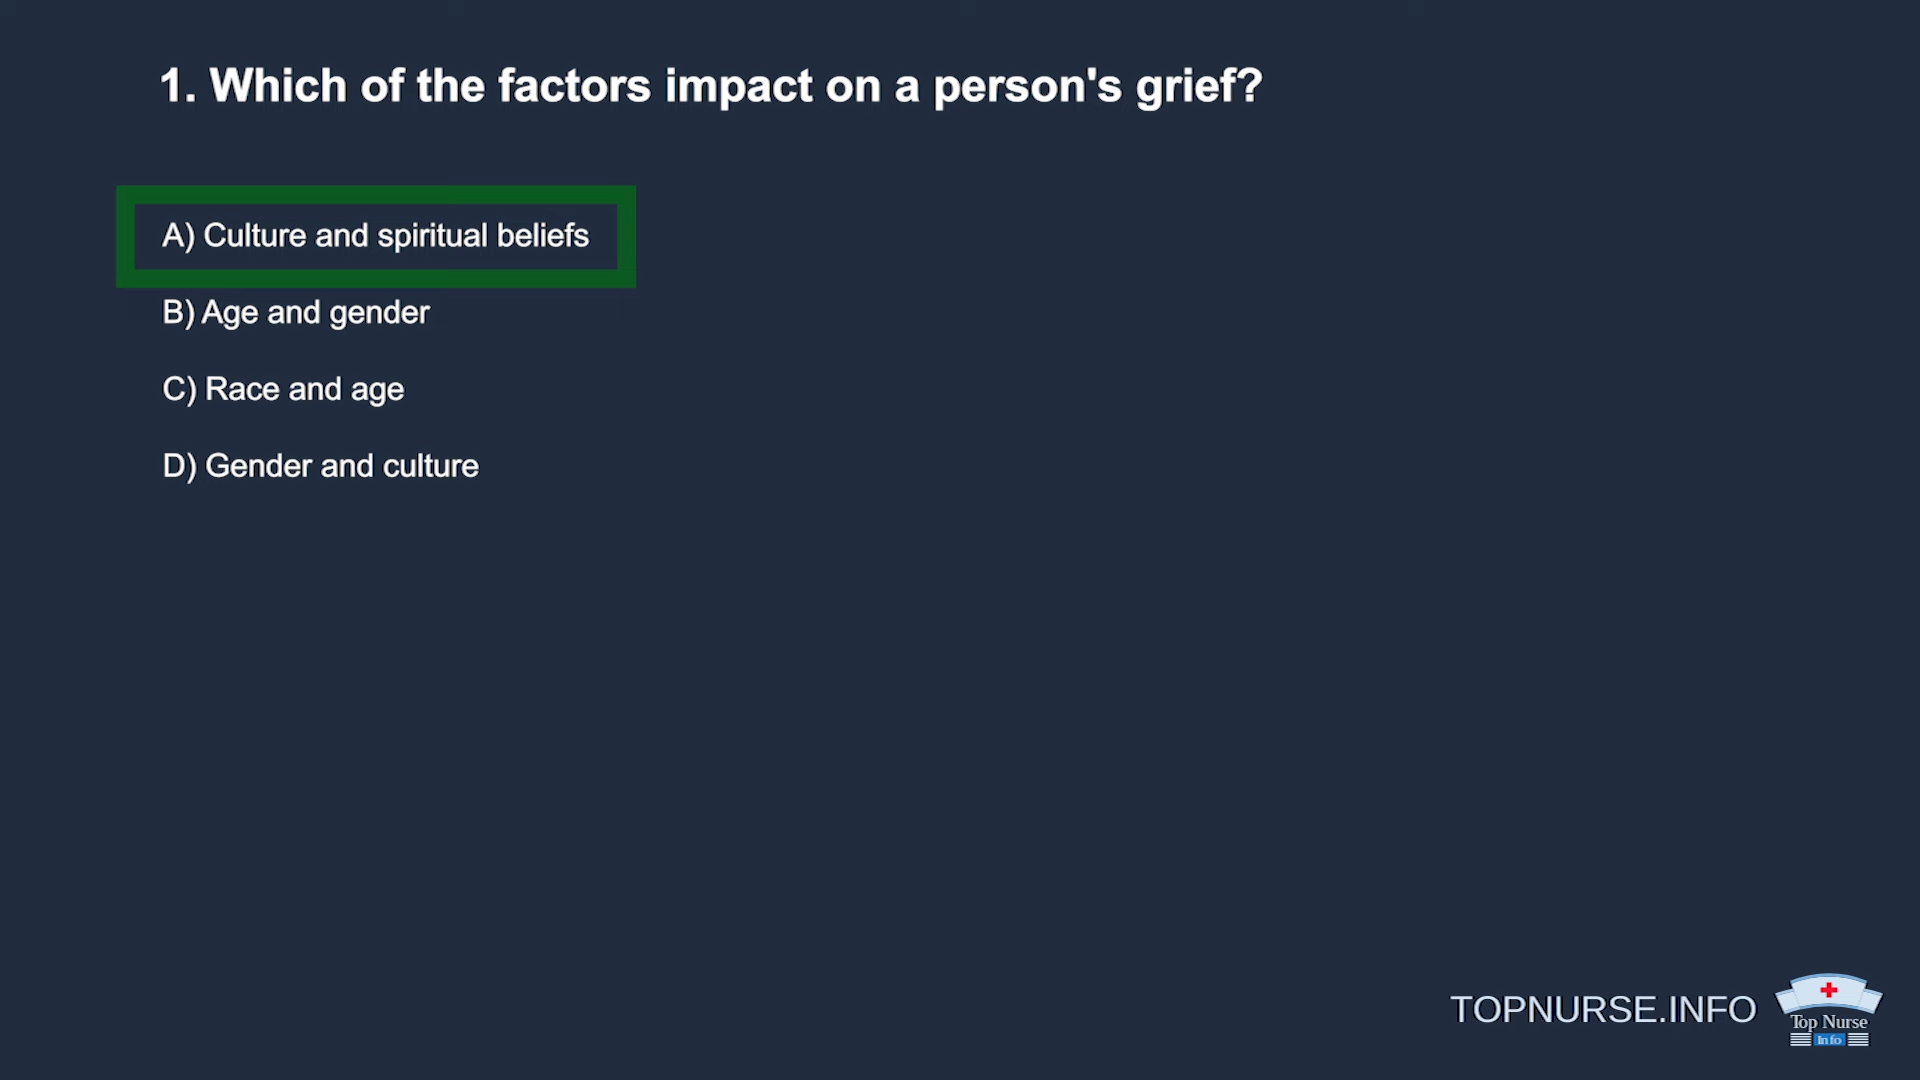 1. Which of the factors impact on a person's grief?
A) Culture and spiritual beliefs
B) Age and gender
C) Race and age
D) Gender and culture
TOPNURSE.INFO
Top Nurse
Info